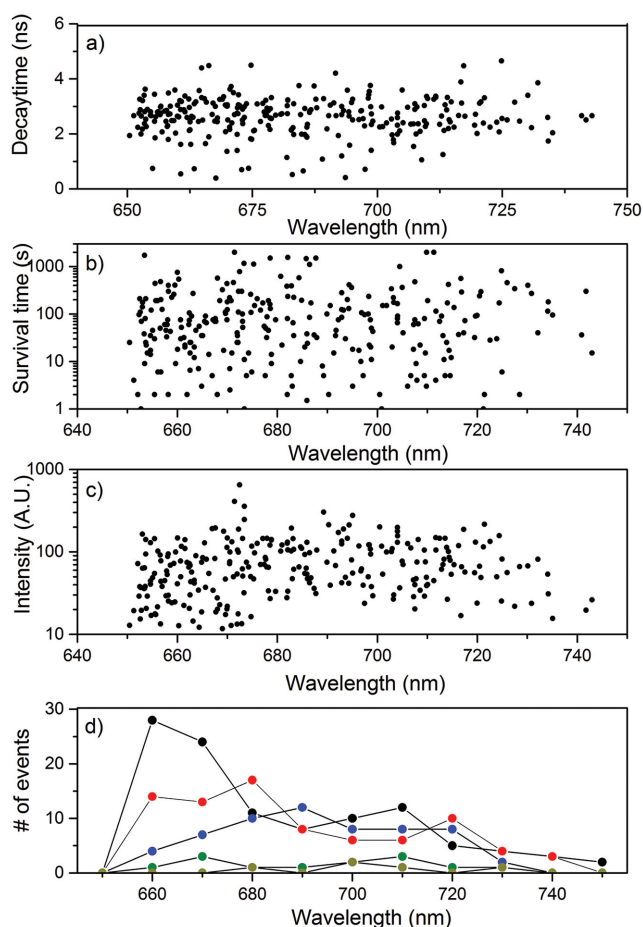 a)
Decaytime (ns)
6
4
2
0
650 675 700 725 750
Wavelength (nm)
b)
Survival time (s)
1000
100
10
1
640 660 680 700 720 740
Wavelength (nm)
c)
Intensity (A.U.)
1000
100
10
640 660 680 700 720 740
Wavelength (nm)
d)
# of events
30
20
10
0
660 680 700 720 740
Wavelength (nm)